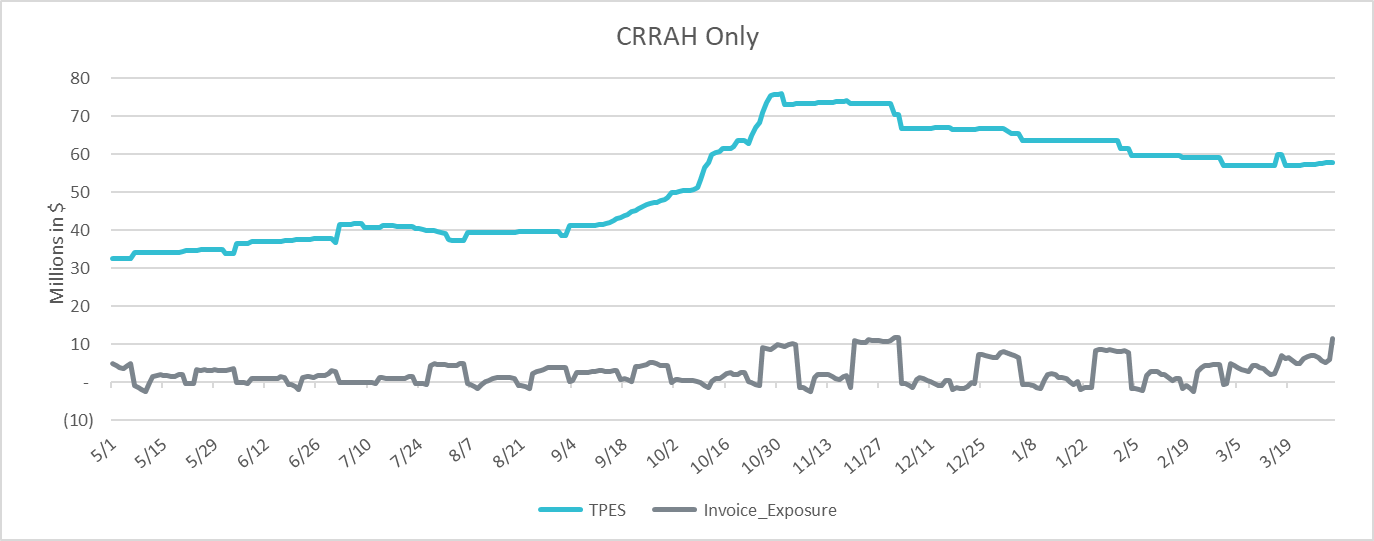 CRRAH Only
Millions in $
80
70
60
50
40
30
20
10
-
(10)
5/1 5/15 5/29 6/12 6/26 7/10 7/24 8/7 8/21 9/4 9/18 10/2 10/16 10/30 11/13 11/27 12/11 12/25 1/8 1/22 2/5 2/19 3/5 3/19
TPES Invoice_Exposure